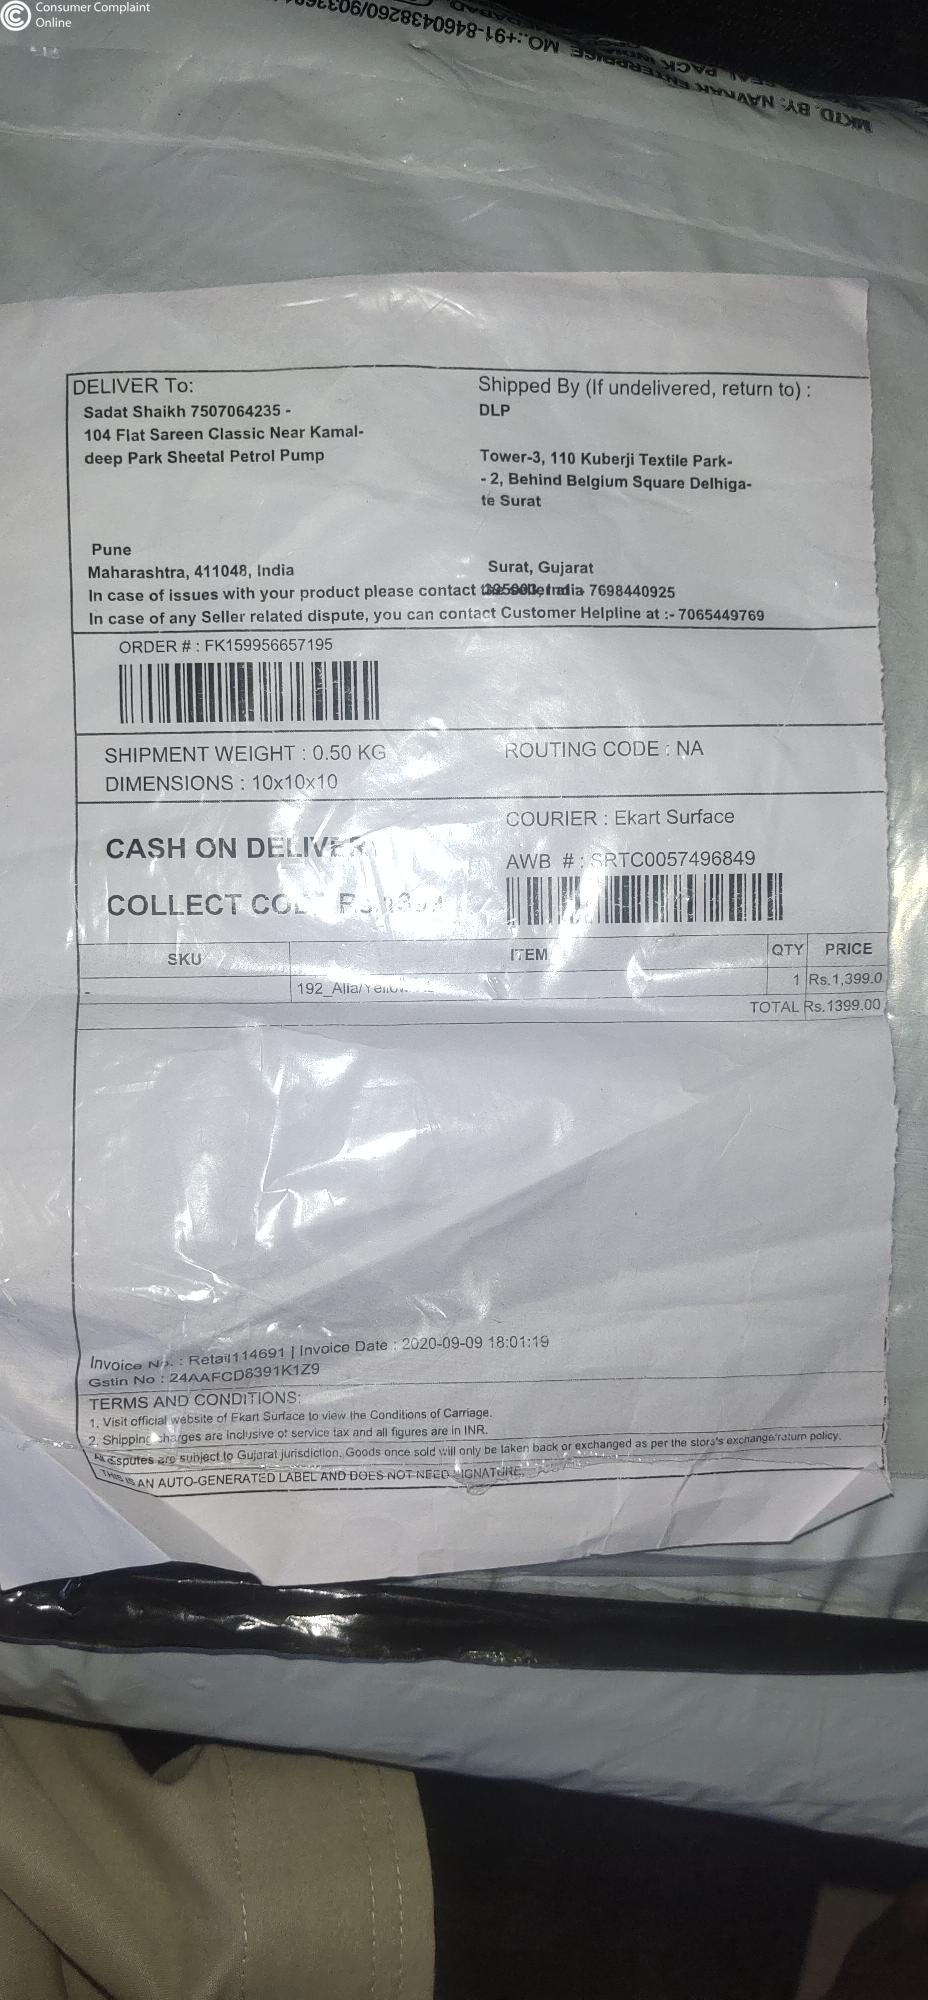 Consumer Complaint
Online
MO.:+91-8460438260/
MKTD. BY: NAVKAR ENTERPRISE
DELIVER To:
Sadat Shaikh 7507064235 -
104 Flat Sareen Classic Near Kamal-
deep Park Sheetal Petrol Pump
Pune
Maharashtra, 411048, India
Shipped By (If undelivered, return to) :
DLP
Tower-3, 110 Kuberji Textile Park-
- 2, Behind Belgium Square Delhiga-
te Surat
Surat, Gujarat
In case of issues with your product please contact 7698440925
In case of any Seller related dispute, you can contact Customer Helpline at :- 7065449769
ORDER # : FK159956657195
SHIPMENT WEIGHT : 0.50 KG
DIMENSIONS : 10x10x10
ROUTING CODE : NA
CASH ON DELIVERY
COLLECT
COURIER : Ekart Surface
AWB # : SRTC0057496849
SKU ITEM QTY PRICE
- 192_Alia/Yellow 1 Rs.1,399.0
TOTAL Rs.1399.00
Invoice No. : Retail114691 | Invoice Date : 2020-09-09 18:01:19
Gstin No : 24AAFCD8391K1Z9
TERMS AND CONDITIONS:
1. Visit official website of Ekart Surface to view the Conditions of Carriage.
2. Shipping charges are inclusive of service tax and all figures are in INR.
All disputes are subject to Gujarat jurisdiction. Goods once sold will only be taken back or exchanged as per the store's exchange/return policy.
THIS IS AN AUTO-GENERATED LABEL AND DOES NOT NEED SIGNATURE.